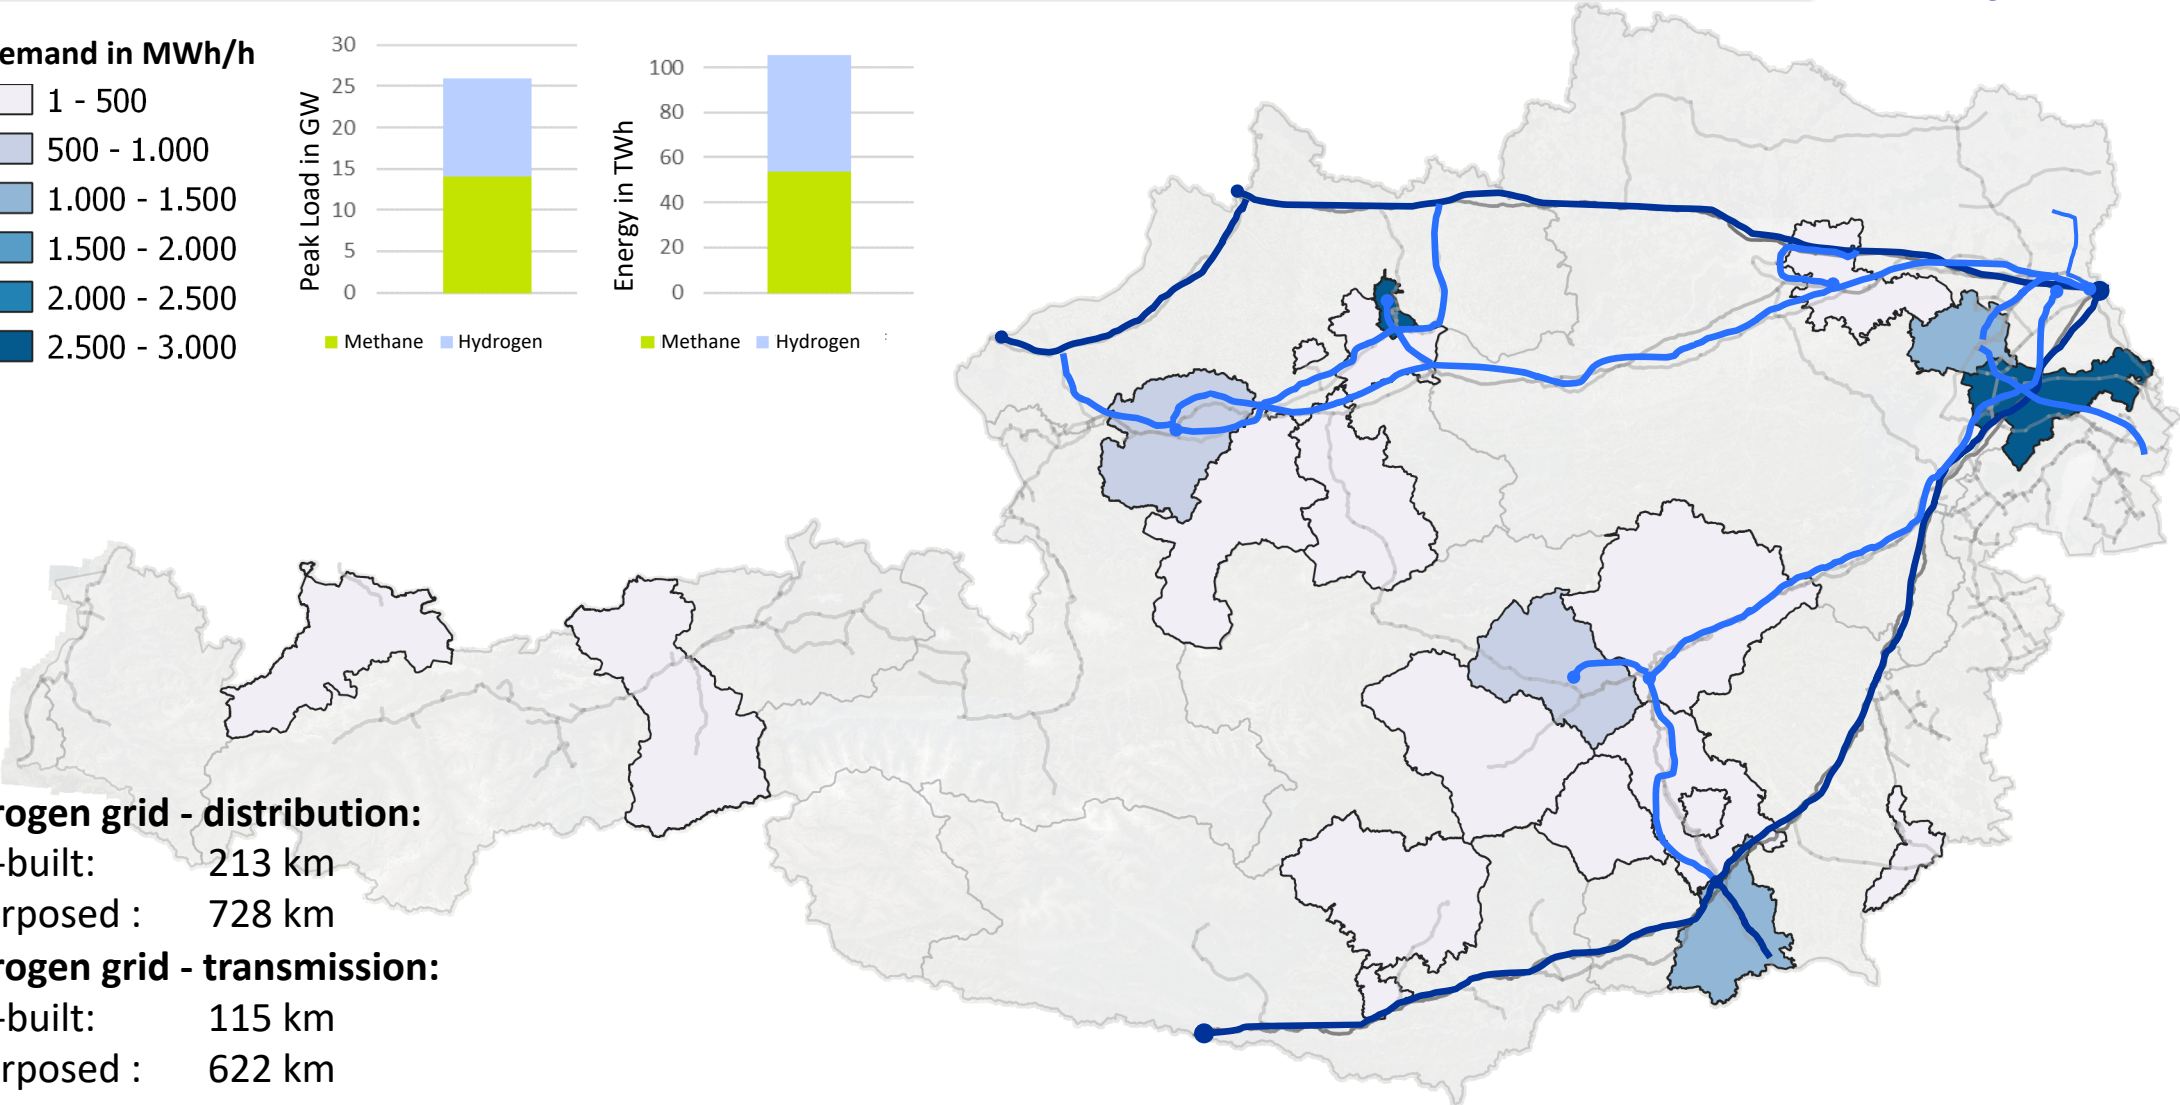 emand in MWh/h
1 - 500
500 - 1.000
1.000 - 1.500
1.500 - 2.000
2.000 - 2.500
2.500 - 3.000
Peak Load in GW
30
25
20
15
10
5
0
Methane Hydrogen
Energy in TWh
100
80
60
40
20
0
Methane Hydrogen
rogen grid - distribution:
-built: 213 km
rposed : 728 km
rogen grid - transmission:
-built: 115 km
rposed : 622 km